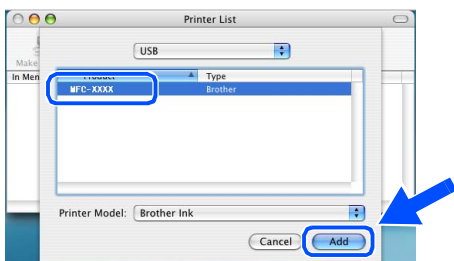 Printer List
USB
Make
In Men
Product Type
MFC-XXXX Brother
Printer Model: Brother Ink
Cancel Add